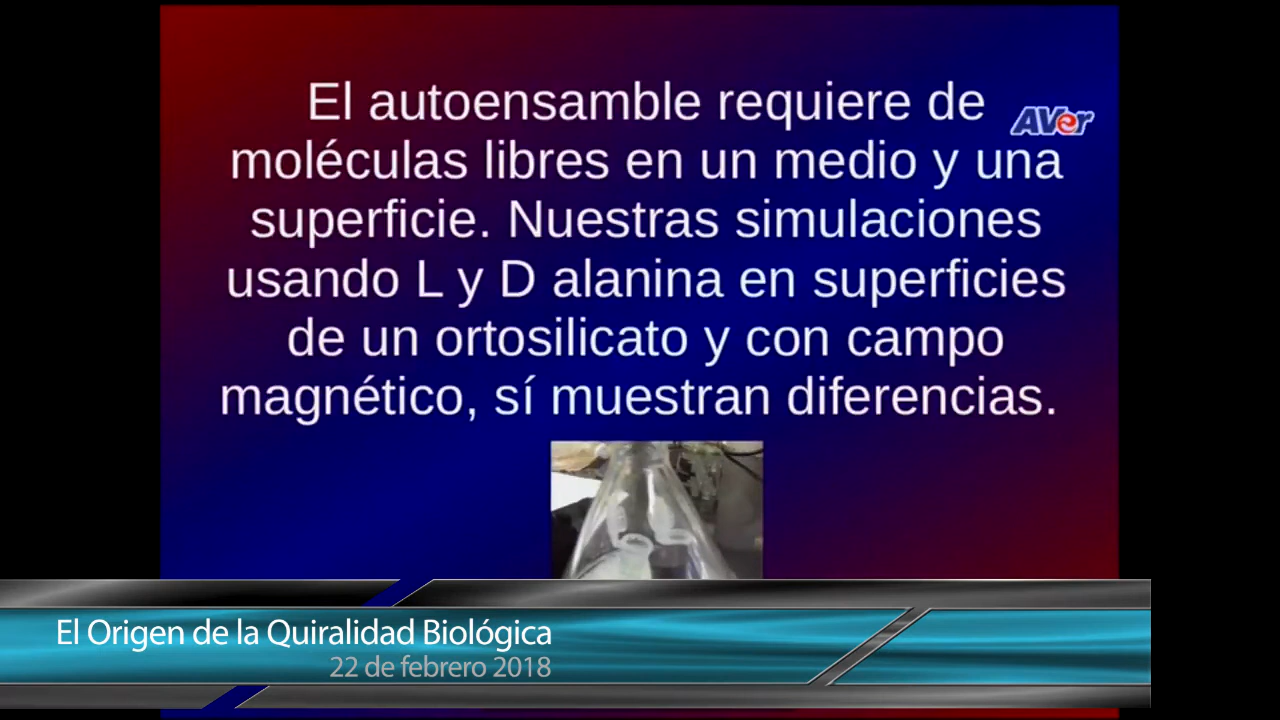 El autoensamble requiere de
AVer
moléculas libres en un medio y una
superficie. Nuestras simulaciones
usando L y D alanina en superficies
de un ortosilicato y con campo
magnético, sí muestran diferencias.
El Origen de la Quiralidad Biológica
22 de febrero 2018